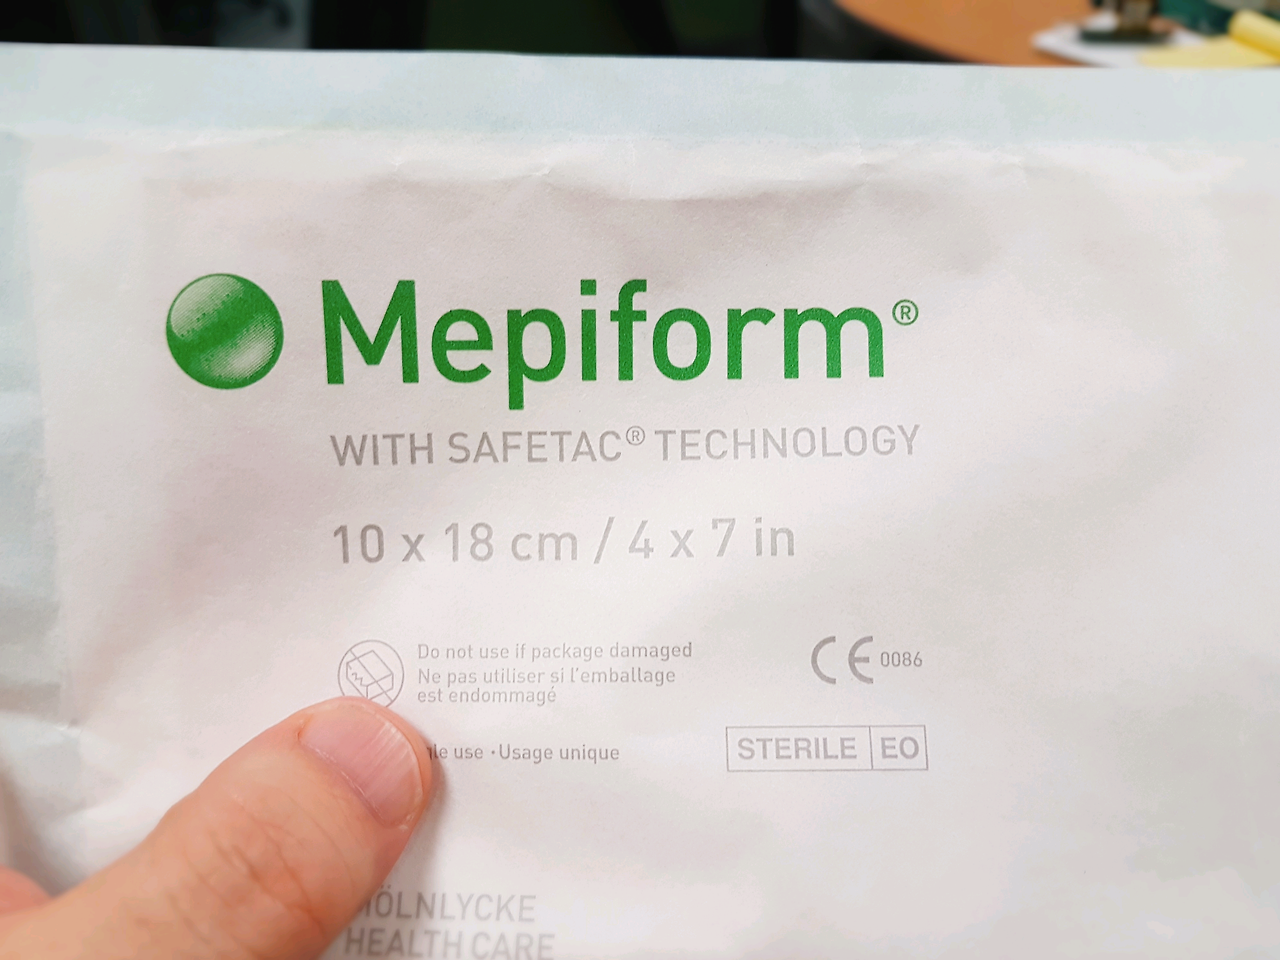 Mepiform®
WITH SAFETAC® TECHNOLOGY
10 x 18 cm / 4 x 7 in
Do not use if package damaged
Ne pas utiliser si l'emballage
est endommagé
CE 0086
use · Usage unique
STERILE EO
HEALTH CARE